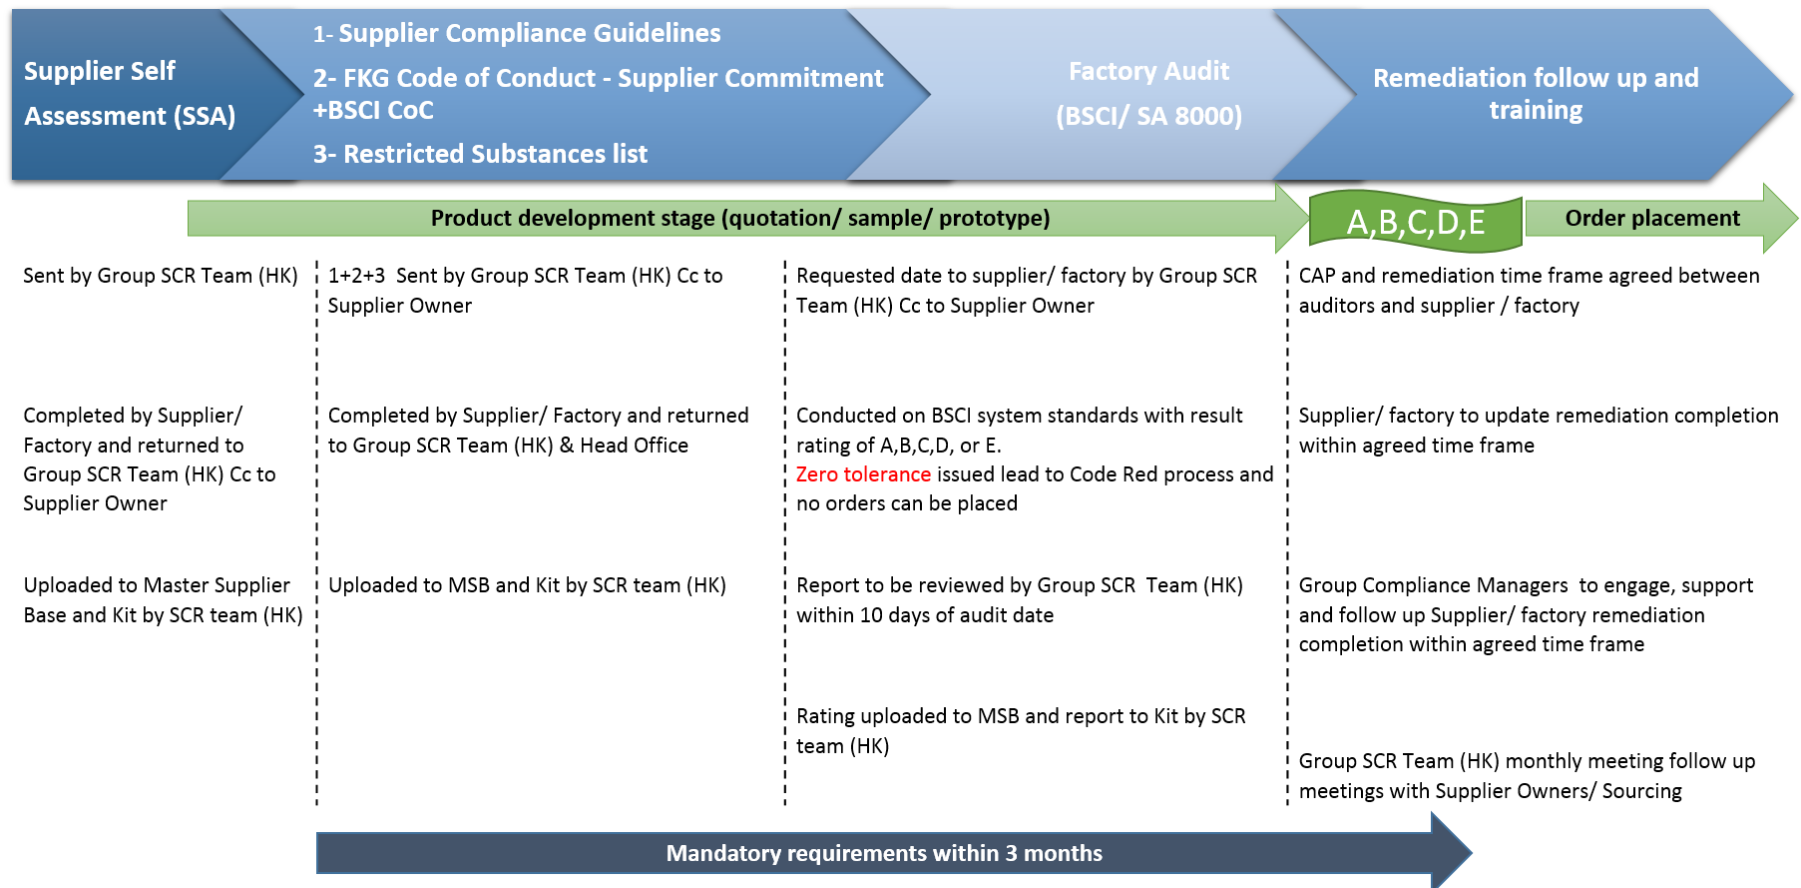 Supplier Self
Assessment (SSA)
1- Supplier Compliance Guidelines
2- FKG Code of Conduct - Supplier Commitment
+BSCI CoC
3- Restricted Substances list
Factory Audit
(BSCI/ SA 8000)
Remediation follow up and
training
Product development stage (quotation/ sample/ prototype)
A,B,C,D,E
Order placement
Sent by Group SCR Team (HK)
Completed by Supplier/
Factory and returned to
Group SCR Team (HK) Cc to
Supplier Owner
Uploaded to Master Supplier
Base and Kit by SCR team (HK)
1+2+3 Sent by Group SCR Team (HK) Cc to
Supplier Owner
Completed by Supplier/ Factory and returned
to Group SCR Team (HK) & Head Office
Uploaded to MSB and Kit by SCR team (HK)
Requested date to supplier/ factory by Group SCR
Team (HK) Cc to Supplier Owner
Conducted on BSCI system standards with result
rating of A,B,C,D, or E.
Zero tolerance issued lead to Code Red process and
no orders can be placed
Report to be reviewed by Group SCR Team (HK)
within 10 days of audit date
Rating uploaded to MSB and report to Kit by SCR
team (HK)
CAP and remediation time frame agreed between
auditors and supplier / factory
Supplier/ factory to update remediation completion
within agreed time frame
Group Compliance Managers to engage, support
and follow up Supplier/ factory remediation
completion within agreed time frame
Group SCR Team (HK) monthly meeting follow up
meetings with Supplier Owners/ Sourcing
Mandatory requirements within 3 months